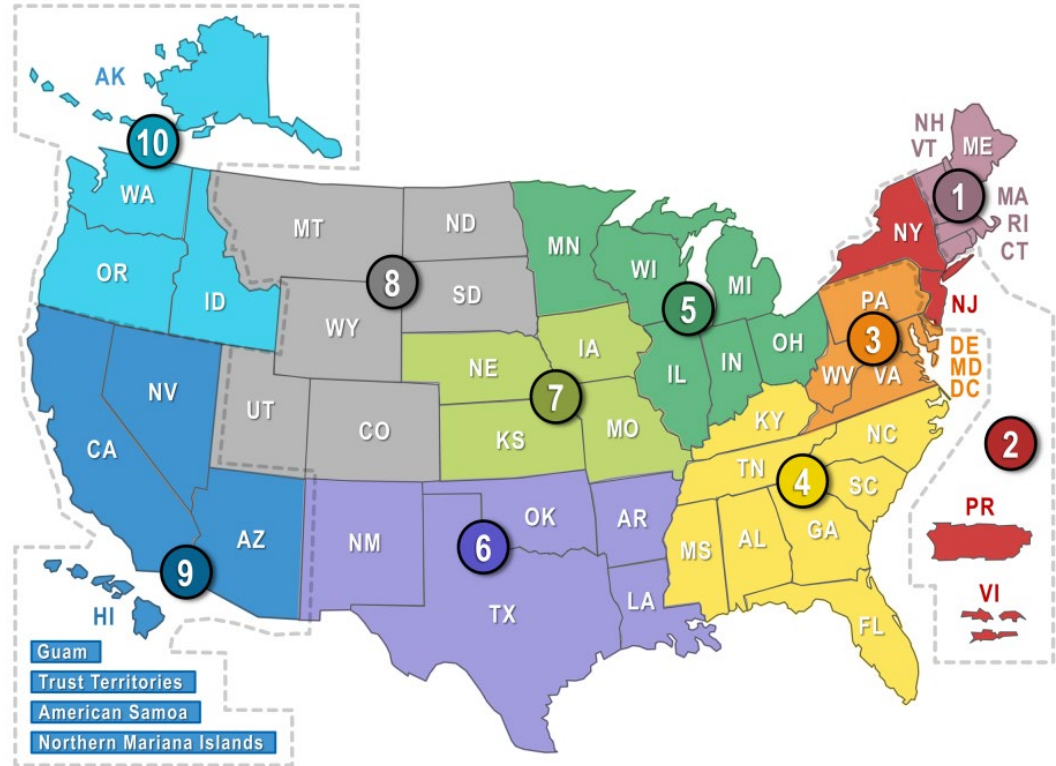 AK
10
NH
VT
ME
WA
1
MA
RI
CT
MT
ND
MN
NY
OR
ID
8
SD
WI
MI
5
PA
NJ
WY
3
DE
MD
DC
NE
IA
IL
IN
OH
WV
VA
NV
UT
CO
7
KS
MO
KY
NC
2
CA
TN
4
SC
PR
AZ
NM
6
OK
AR
MS
AL
GA
9
HI
TX
LA
FL
VI
Guam
Trust Territories
American Samoa
Northern Mariana Islands